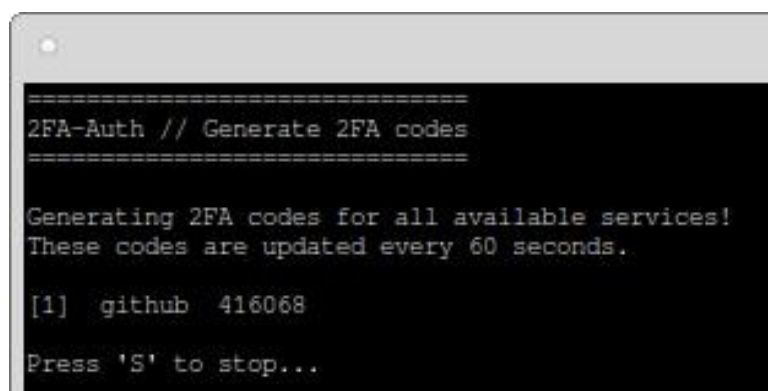 ==============================
2FA-Auth // Generate 2FA codes
==============================
Generating 2FA codes for all available services!
These codes are updated every 60 seconds.
[1] github 416068
Press 'S' to stop...